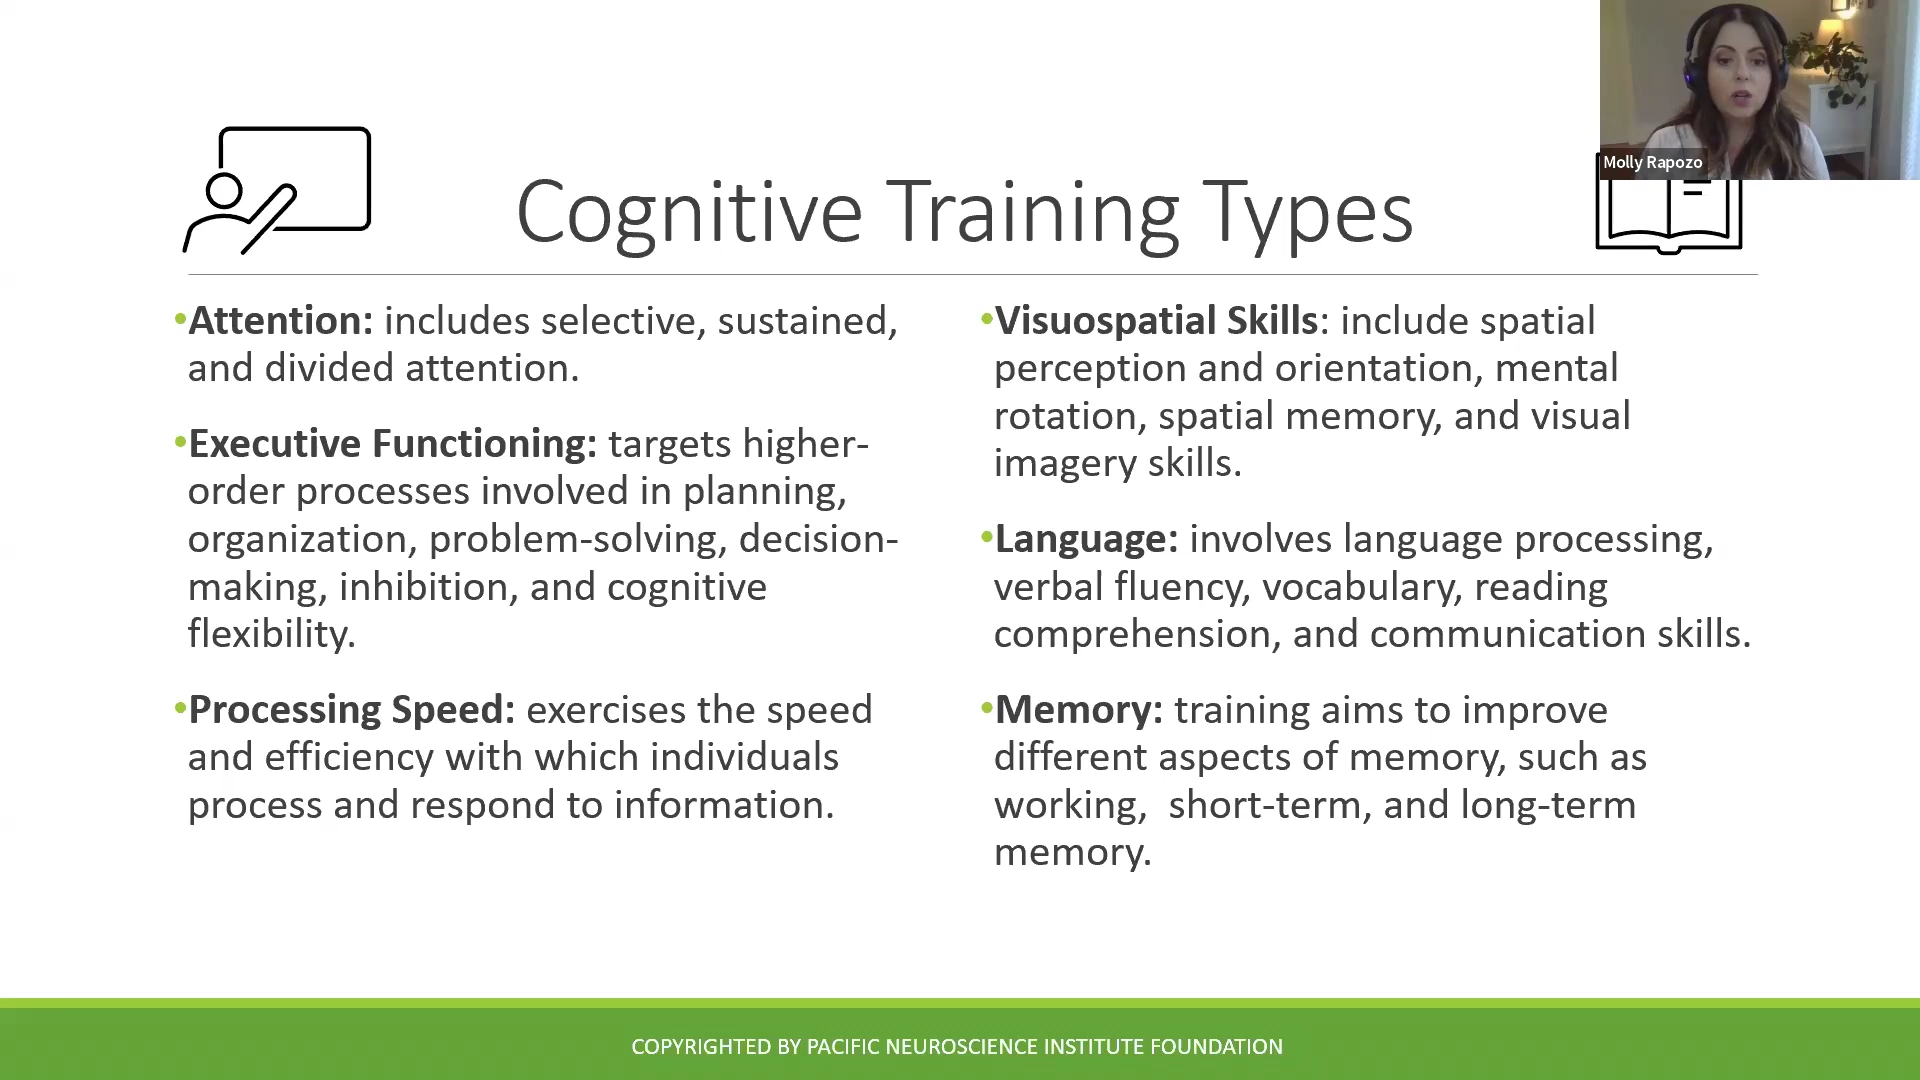 Molly Rapozo
Cognitive Training Types
•Attention: includes selective, sustained,
and divided attention.
•Executive Functioning: targets higher-
order processes involved in planning,
organization, problem-solving, decision-
making, inhibition, and cognitive
flexibility.
•Processing Speed: exercises the speed
and efficiency with which individuals
process and respond to information.
•Visuospatial Skills: include spatial
perception and orientation, mental
rotation, spatial memory, and visual
imagery skills.
•Language: involves language processing,
verbal fluency, vocabulary, reading
comprehension, and communication skills.
•Memory: training aims to improve
different aspects of memory, such as
working,  short-term, and long-term
memory.
COPYRIGHTED BY PACIFIC NEUROSCIENCE INSTITUTE FOUNDATION